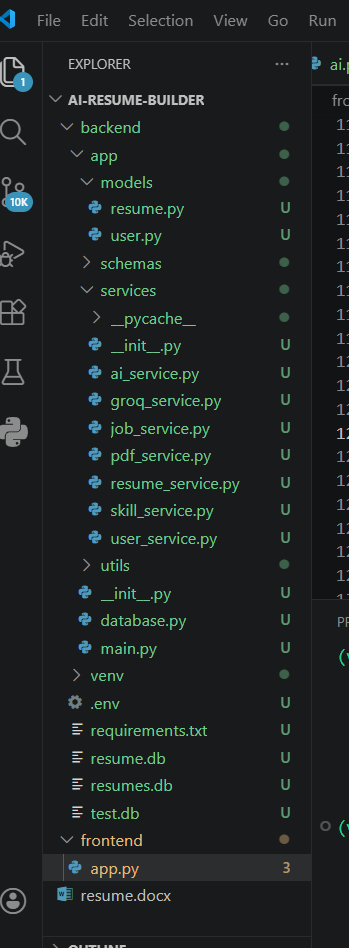 File Edit Selection View Go Run
EXPLORER ...
1
AI-RESUME-BUILDER
backend
app
models
resume.py U
10K
user.py U
schemas
services
__pycache__
__init__.py U
ai_service.py U
groq_service.py U
job_service.py U
pdf_service.py U
resume_service.py U
skill_service.py U
user_service.py U
utils
__init__.py U
database.py U
main.py U
venv
.env U
requirements.txt U
resume.db U
resumes.db U
test.db U
frontend
app.py 3
resume.docx
OUTLINE